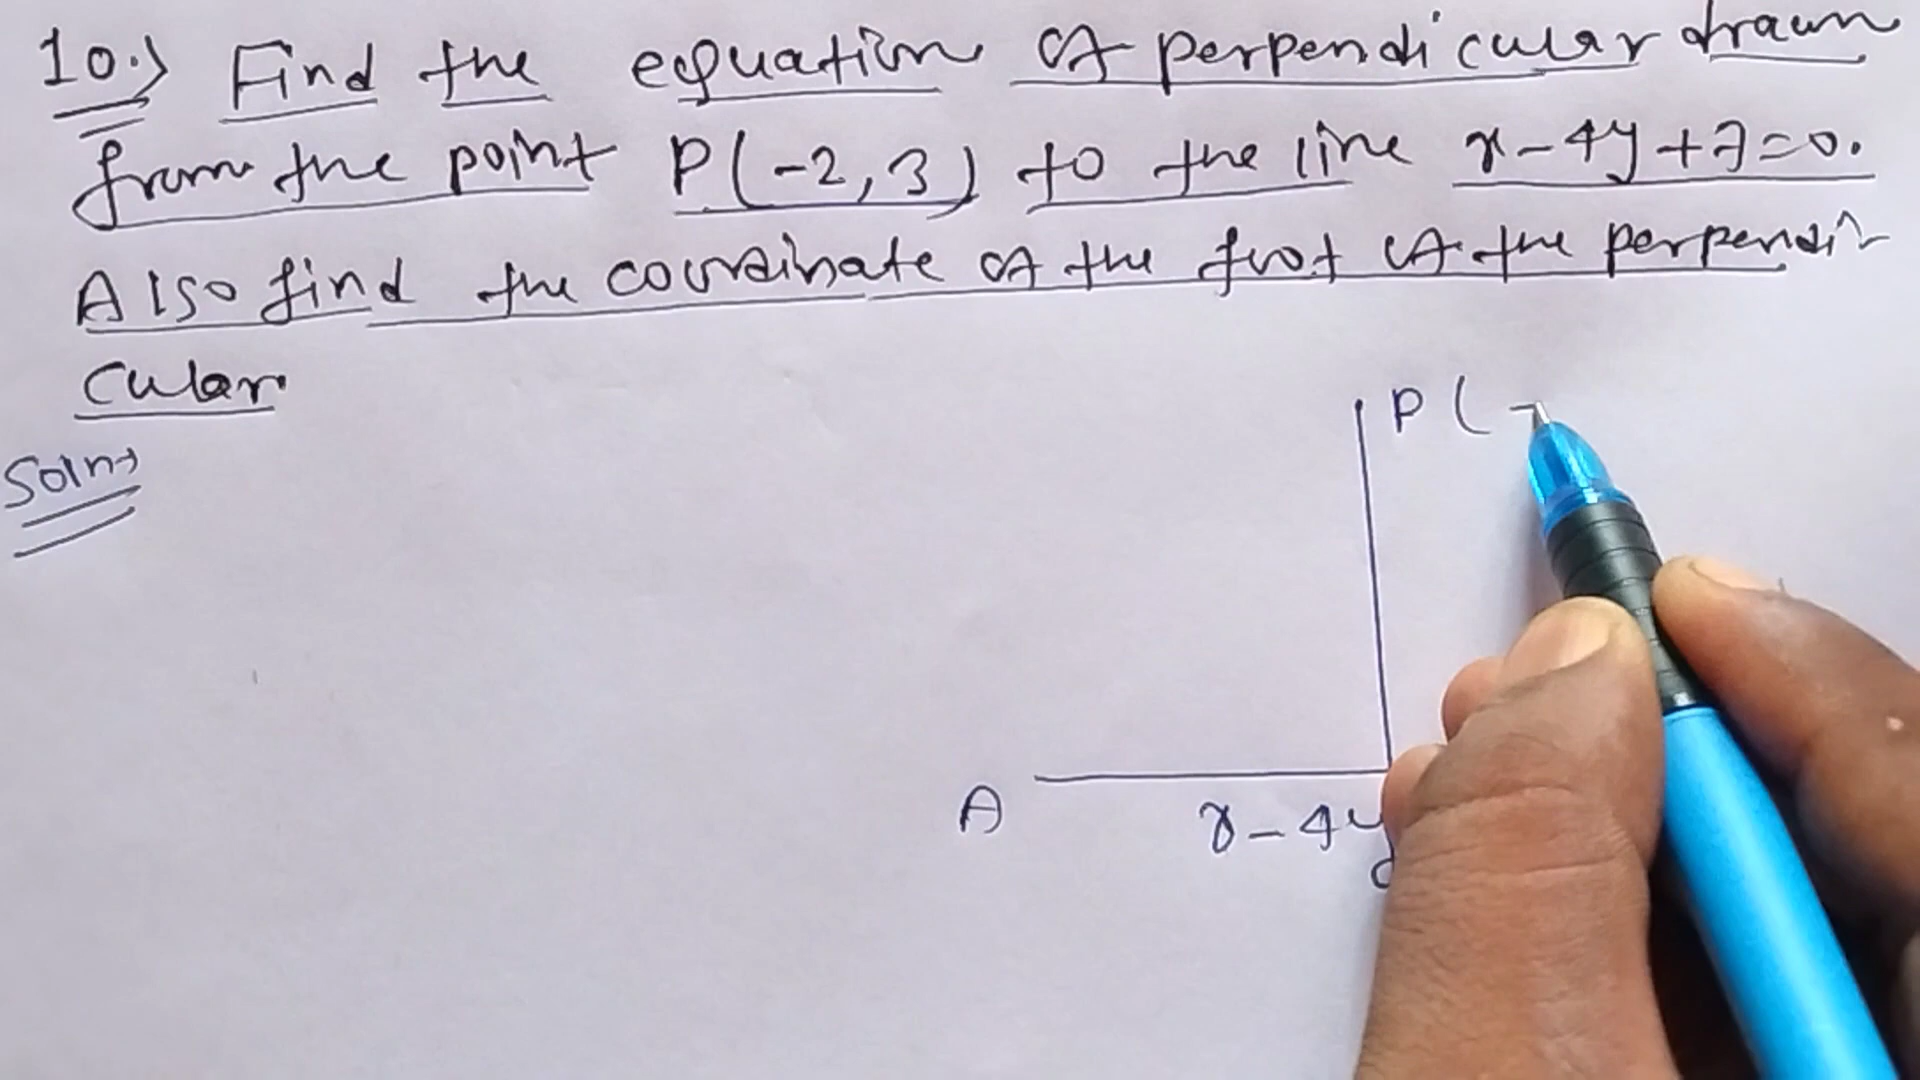 10.) Find the equation of perpendicular drawn
from the point P(-2,3) to the line x-4y+7=0.
Also find the coordinate of the foot of the perpendi-
cular
Soln→
P ( -
A
x-4y